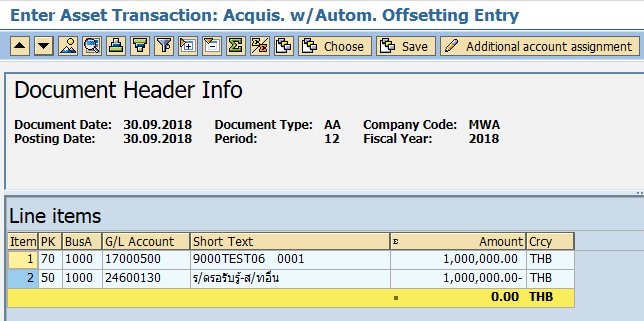 Enter Asset Transaction: Acquis. w/Autom. Offsetting Entry
Choose Save Additional account assignment
Document Header Info
Document Date: 30.09.2018 Document Type: AA Company Code: MWA
Posting Date: 30.09.2018 Period: 12 Fiscal Year: 2018
Line items
Item PK BusA G/L Account Short Text Σ Amount Crcy
1 70 1000 17000500 9000TEST06 0001 1,000,000.00 THB
2 50 1000 24600130 ร/ดรอรับรู้-ส/ทอื่น 1,000,000.00- THB
0.00 THB